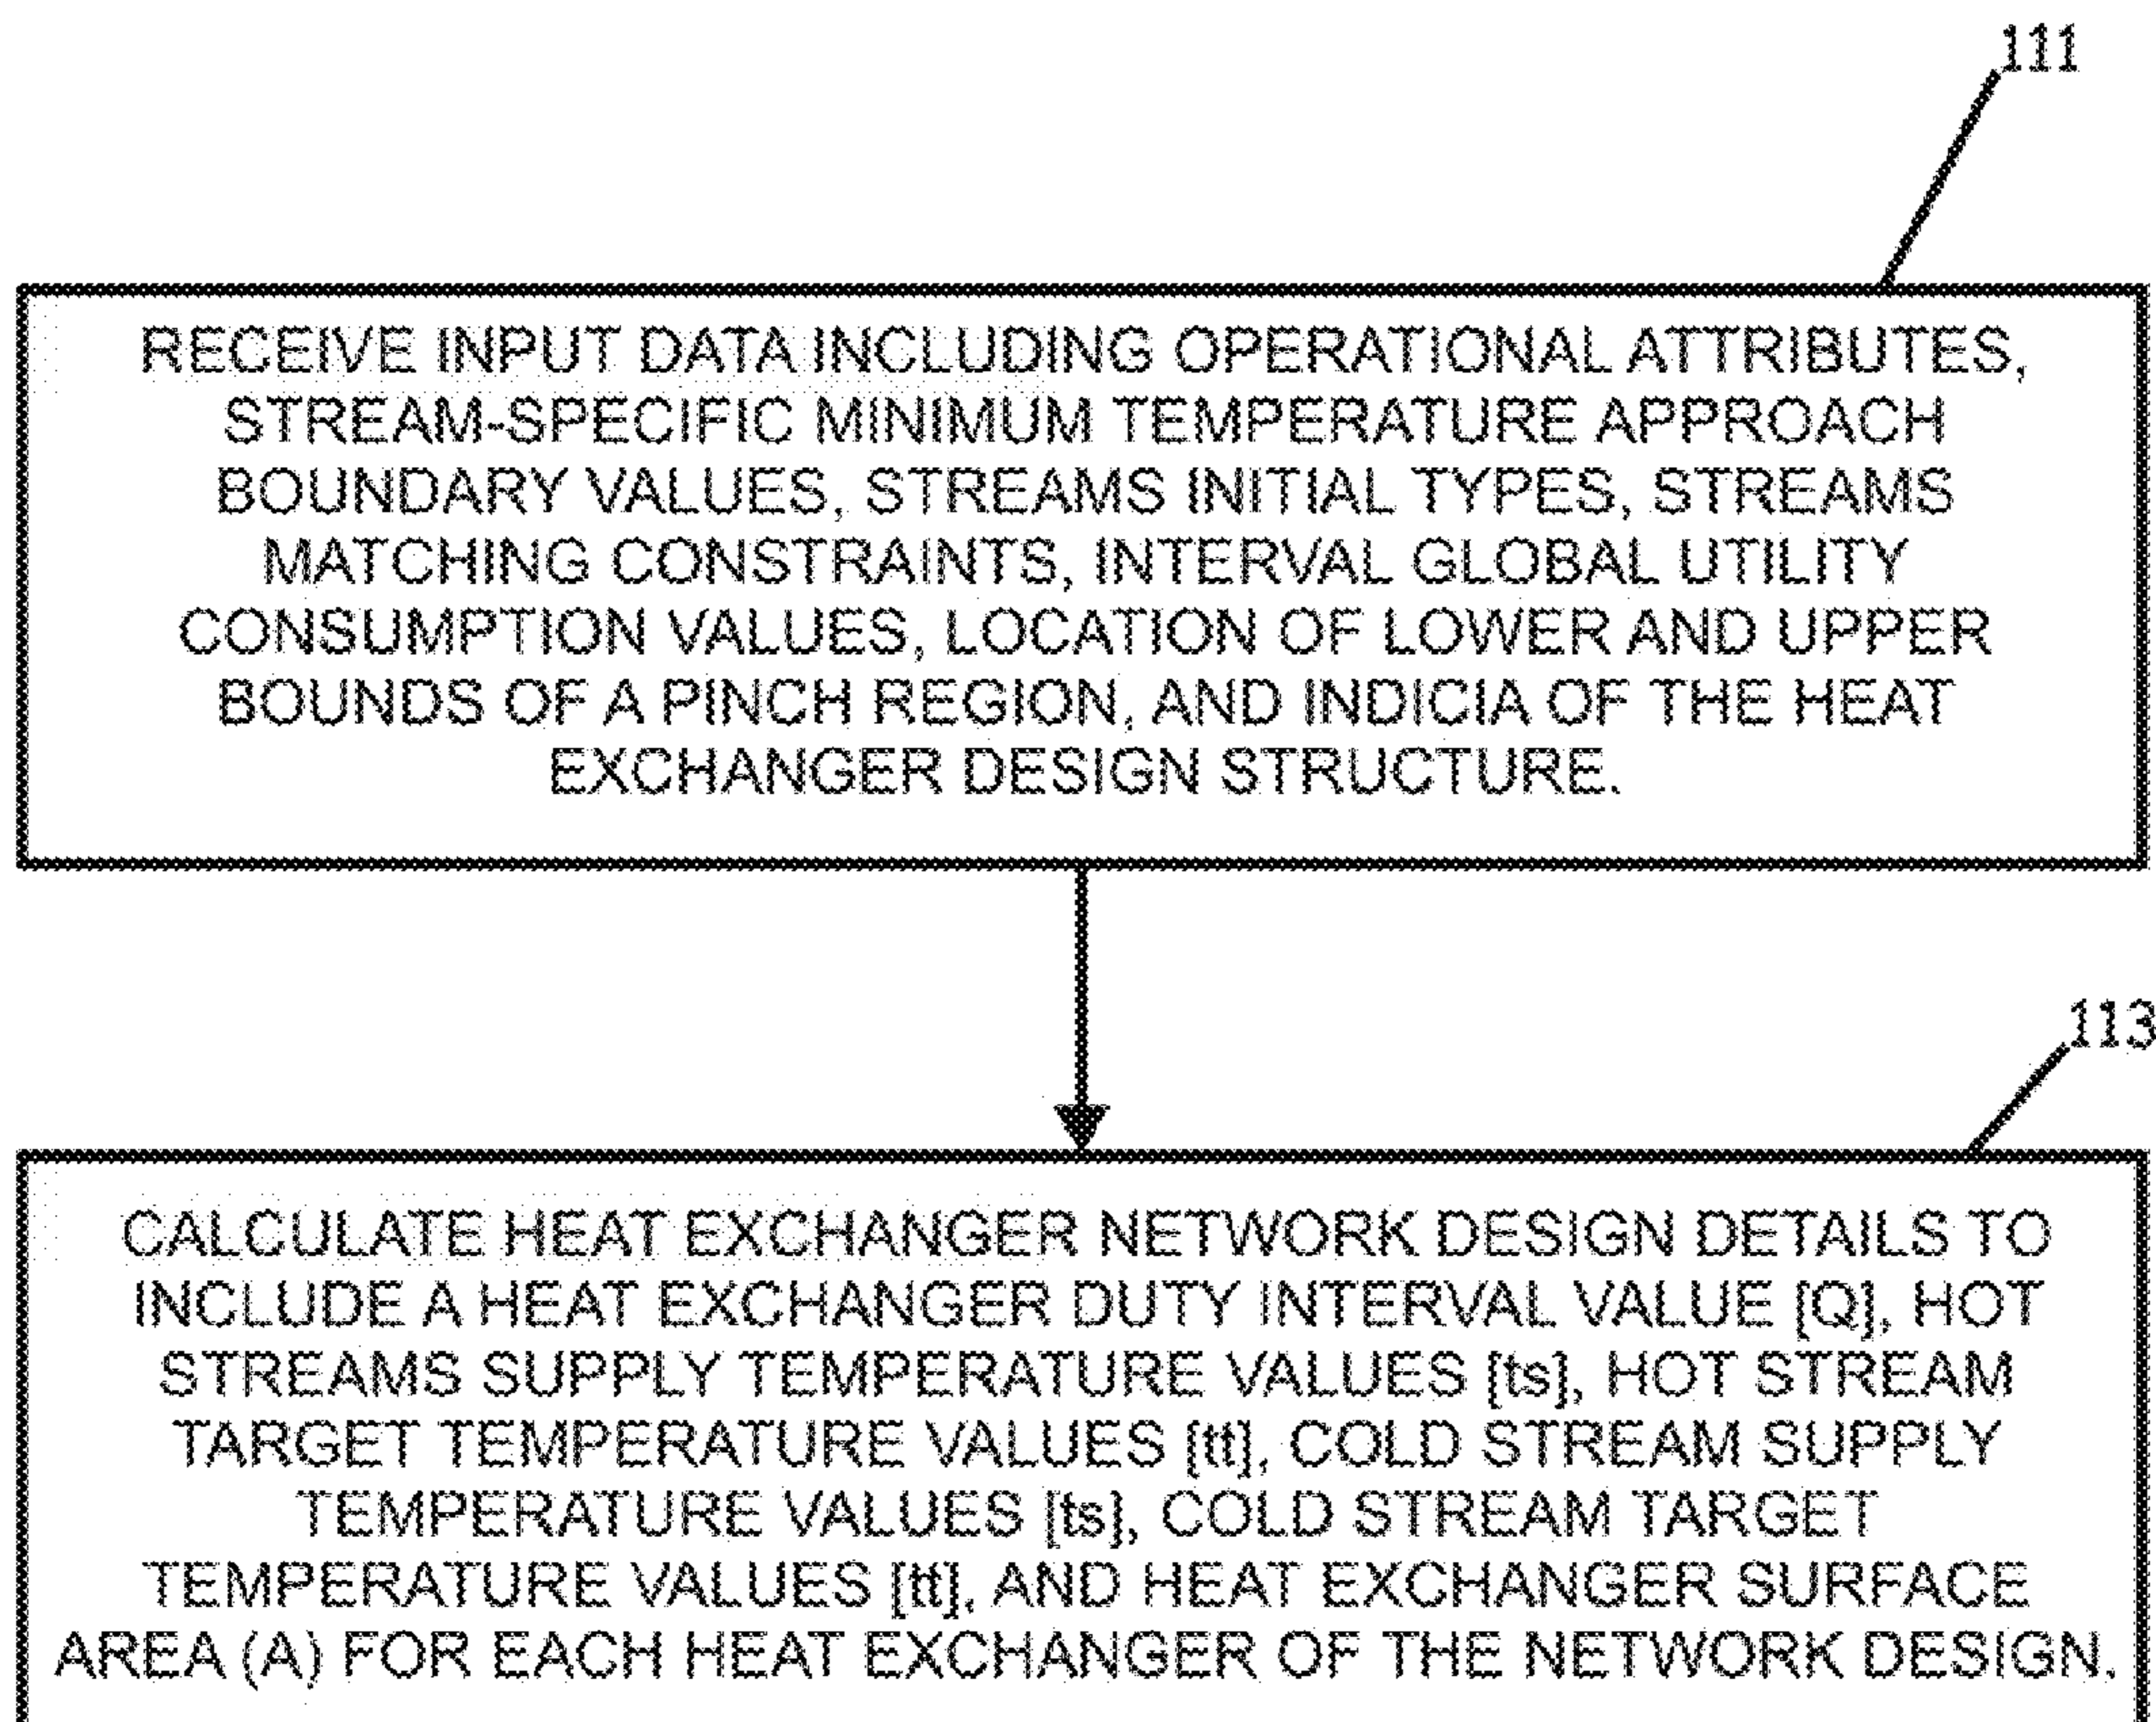 111
RECEIVE INPUT DATA INCLUDING OPERATIONAL ATTRIBUTES,
STREAM-SPECIFIC MINIMUM TEMPERATURE APPROACH
BOUNDARY VALUES, STREAMS INITIAL TYPES, STREAMS
MATCHING CONSTRAINTS, INTERVAL GLOBAL UTILITY
CONSUMPTION VALUES, LOCATION OF LOWER AND UPPER
BOUNDS OF A PINCH REGION, AND INDICIA OF THE HEAT
EXCHANGER DESIGN STRUCTURE.
113
CALCULATE HEAT EXCHANGER NETWORK DESIGN DETAILS TO
INCLUDE A HEAT EXCHANGER DUTY INTERVAL VALUE [Q], HOT
STREAMS SUPPLY TEMPERATURE VALUES [ts], HOT STREAM
TARGET TEMPERATURE VALUES [tt], COLD STREAM SUPPLY
TEMPERATURE VALUES [ts], COLD STREAM TARGET
TEMPERATURE VALUES [tt], AND HEAT EXCHANGER SURFACE
AREA (A) FOR EACH HEAT EXCHANGER OF THE NETWORK DESIGN.